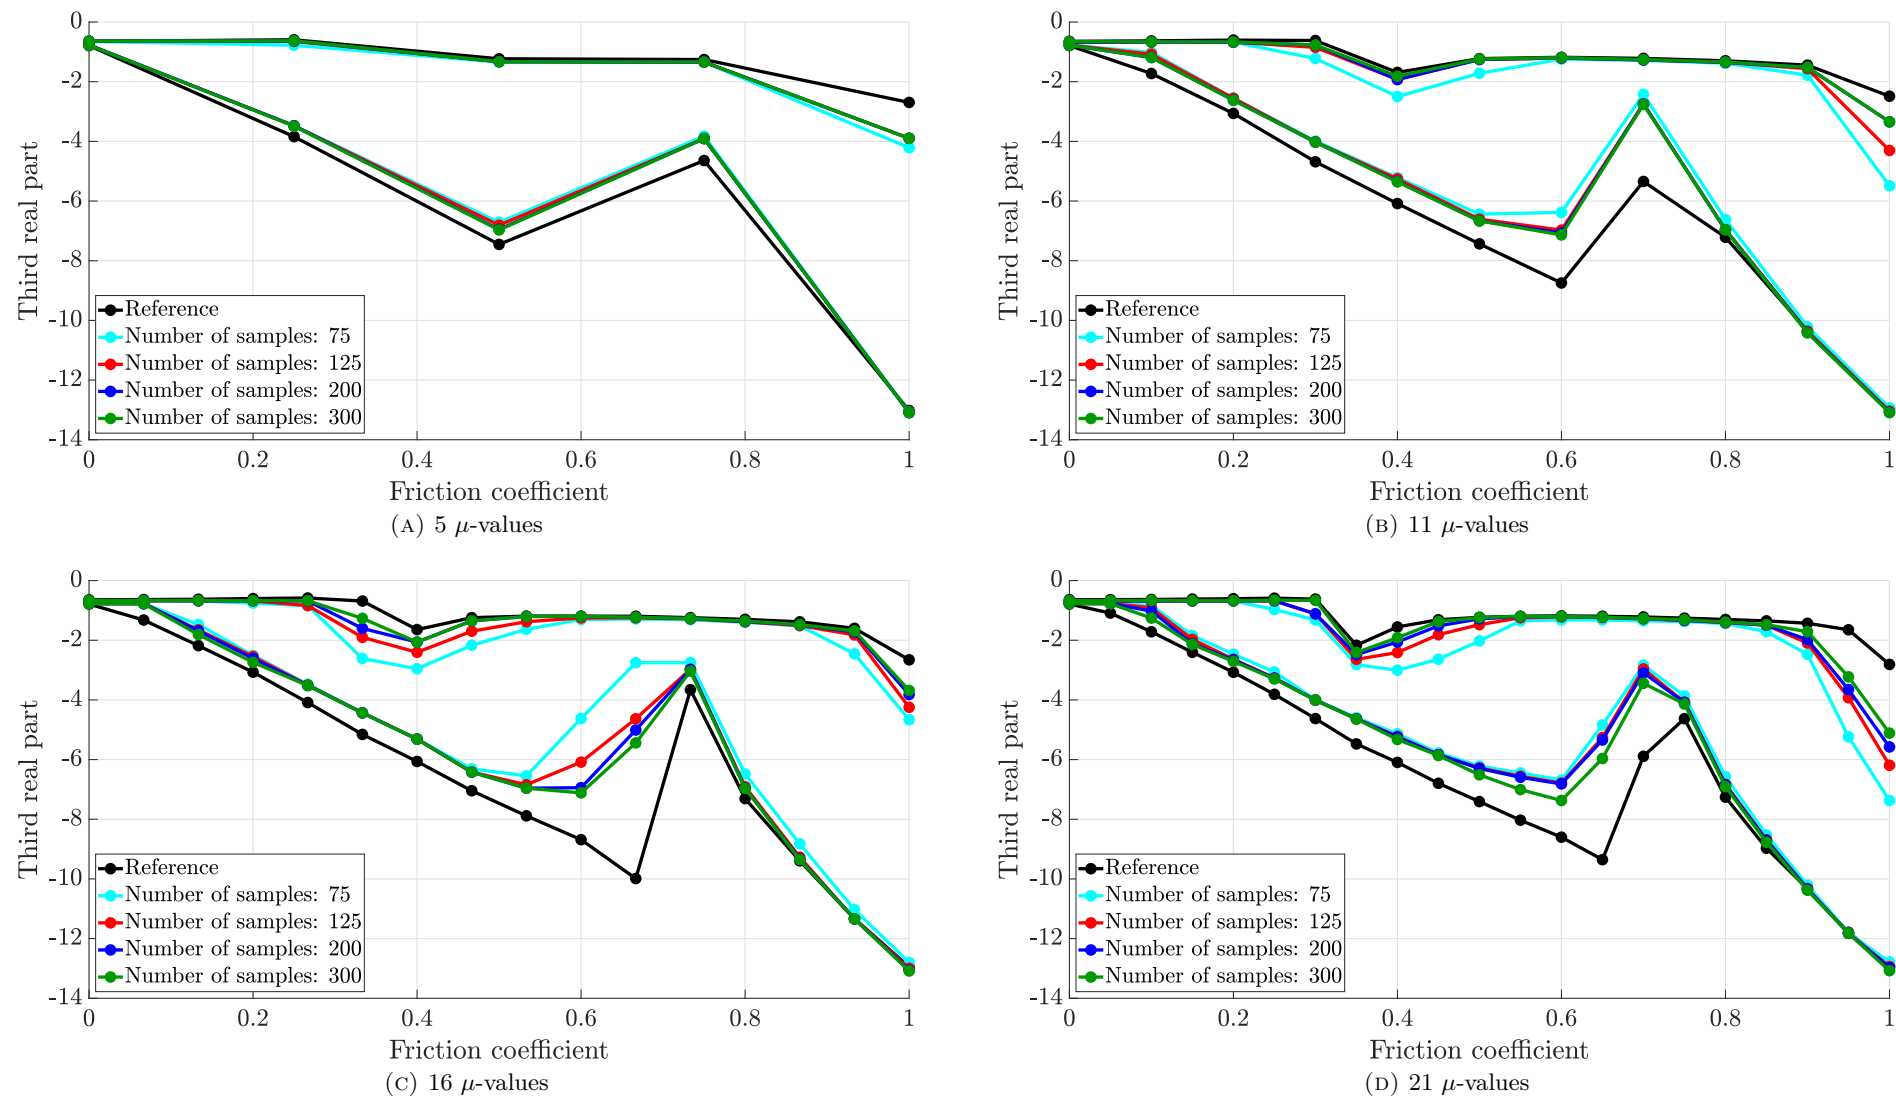 0
-2
-4
-6
-8
-10
-12
-14
Third real part
Reference
Number of samples: 75
Number of samples: 125
Number of samples: 200
Number of samples: 300
0 0.2 0.4 0.6 0.8 1
Friction coefficient
(A) 5 μ-values
0
-2
-4
-6
-8
-10
-12
-14
Third real part
Reference
Number of samples: 75
Number of samples: 125
Number of samples: 200
Number of samples: 300
0 0.2 0.4 0.6 0.8 1
Friction coefficient
(B) 11 μ-values
0
-2
-4
-6
-8
-10
-12
-14
Third real part
Reference
Number of samples: 75
Number of samples: 125
Number of samples: 200
Number of samples: 300
0 0.2 0.4 0.6 0.8 1
Friction coefficient
(C) 16 μ-values
0
-2
-4
-6
-8
-10
-12
-14
Third real part
Reference
Number of samples: 75
Number of samples: 125
Number of samples: 200
Number of samples: 300
0 0.2 0.4 0.6 0.8 1
Friction coefficient
(D) 21 μ-values